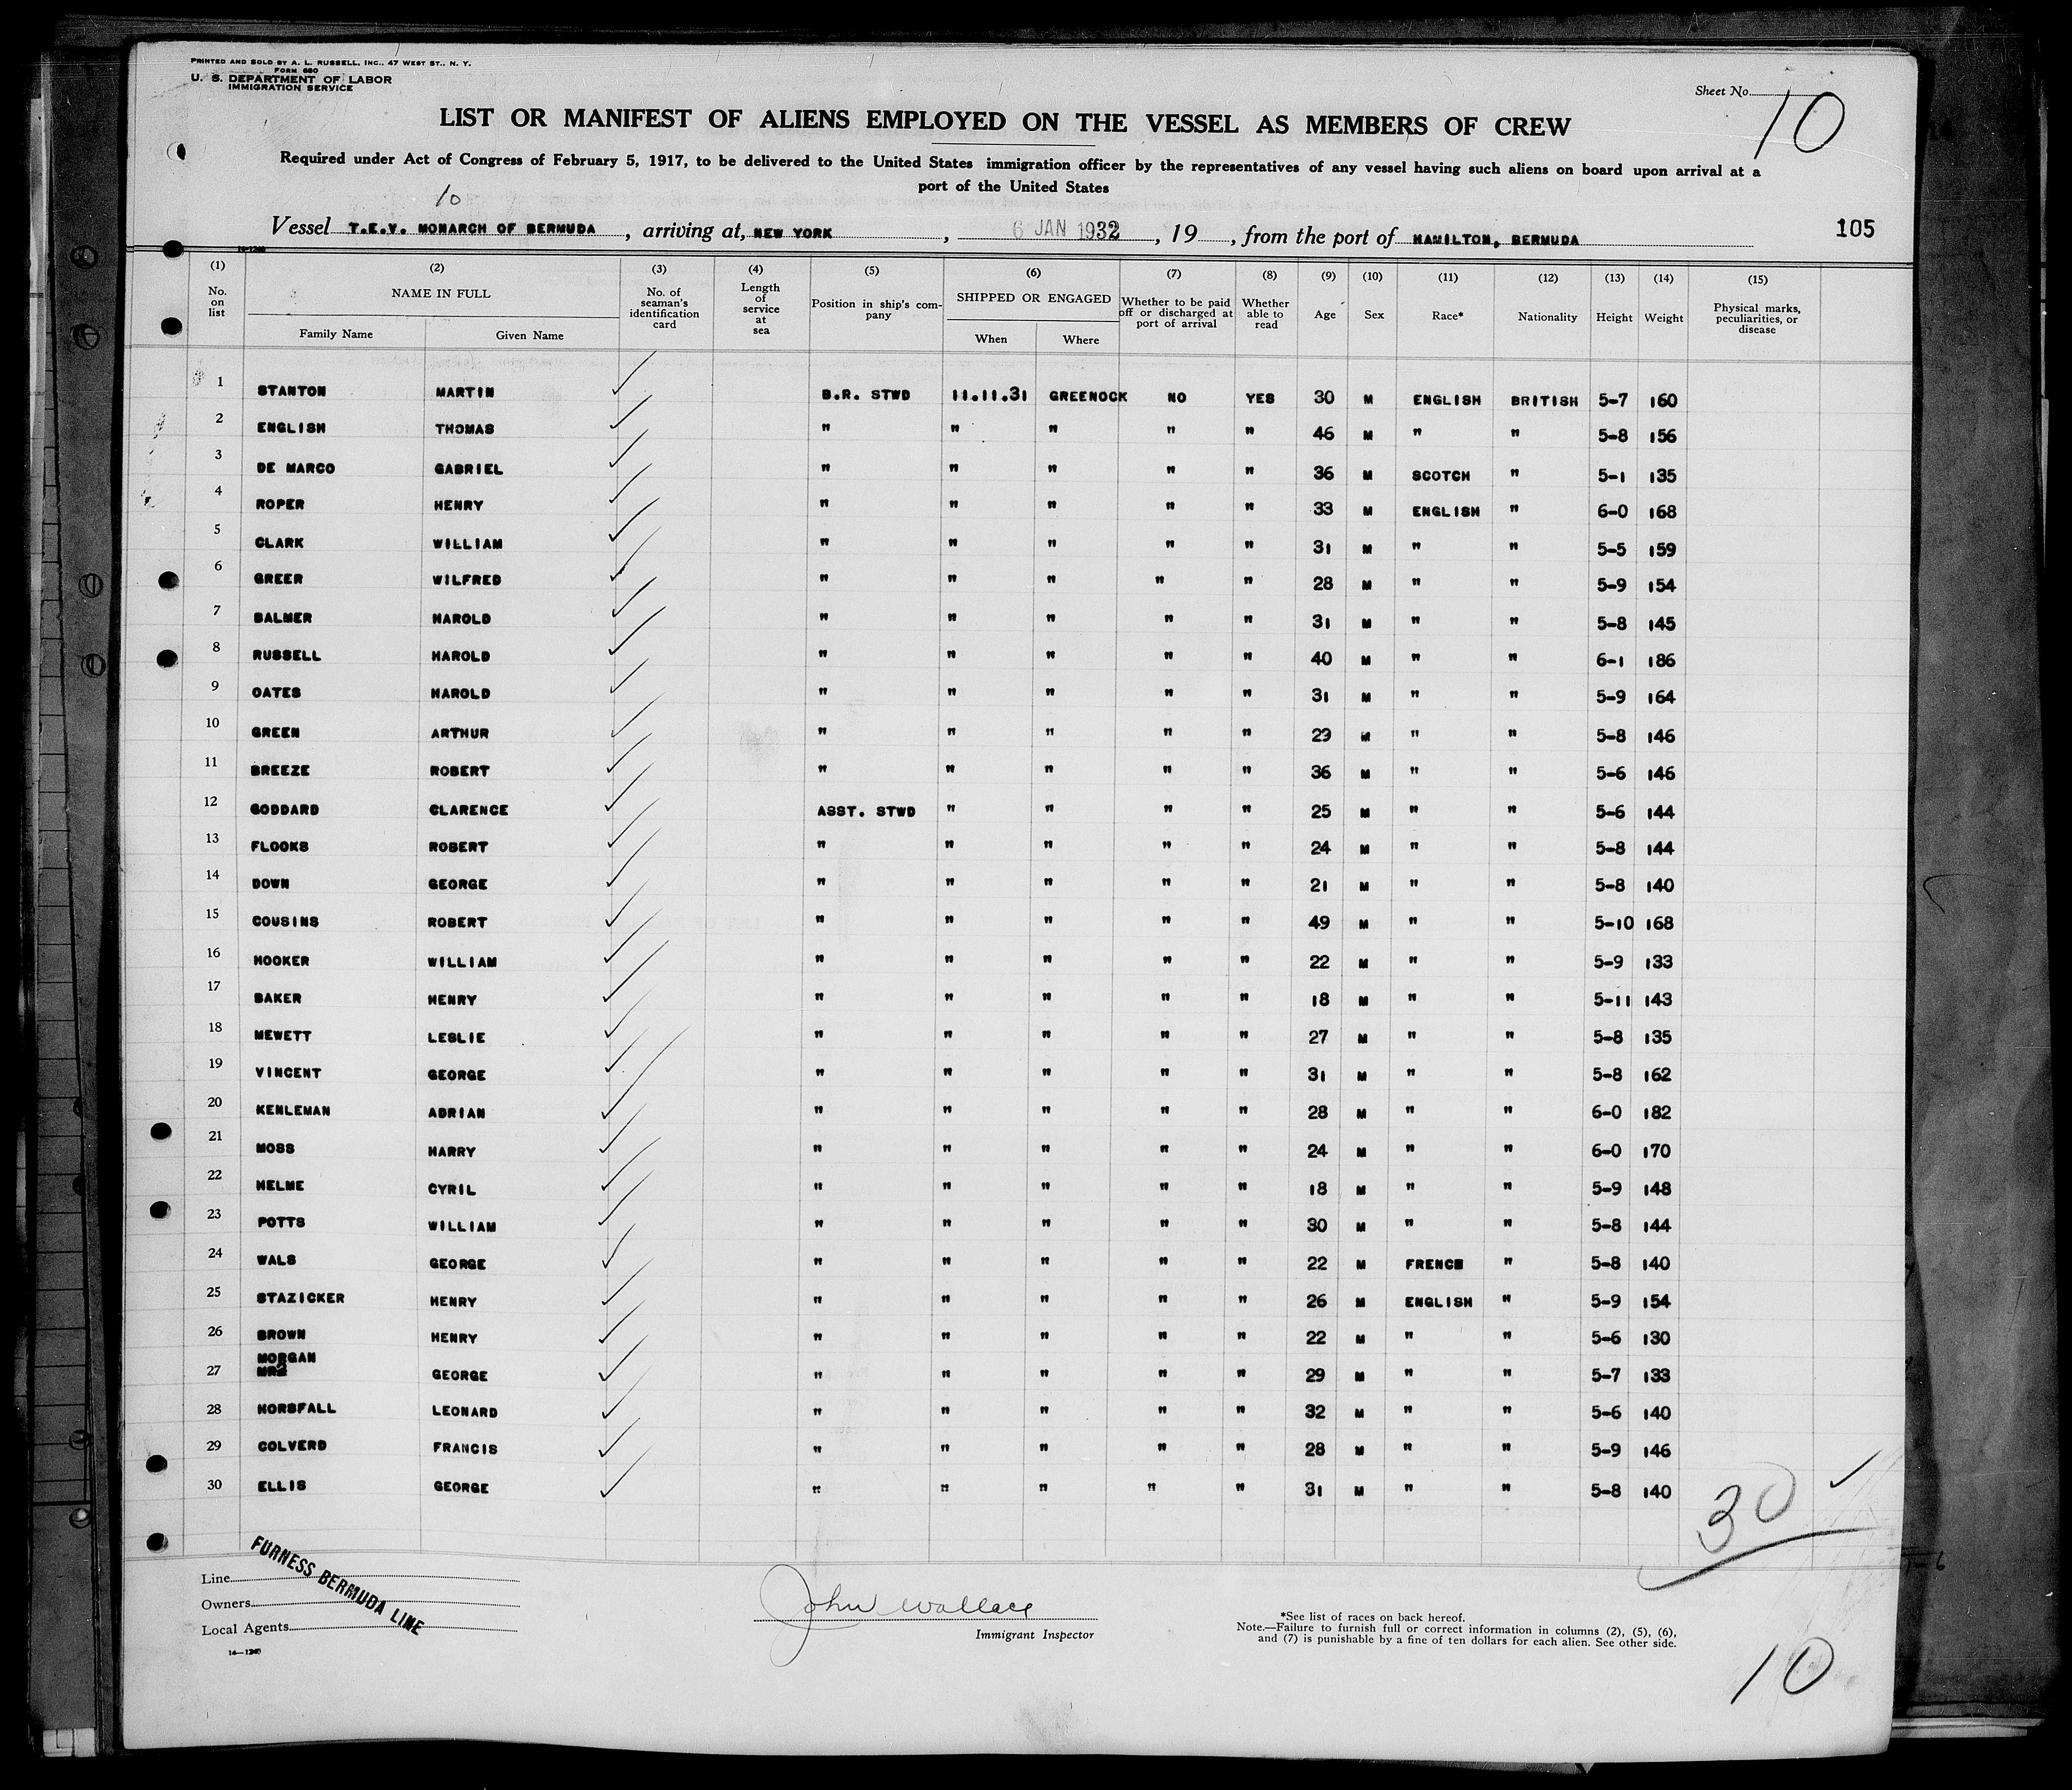 PRINTED AND SOLD BY A. L. RUSSELL, INC., 47 WEST ST., N. Y.
FORM 680
U. S. DEPARTMENT OF LABOR
IMMIGRATION SERVICE
Sheet No. 10
LIST OR MANIFEST OF ALIENS EMPLOYED ON THE VESSEL AS MEMBERS OF CREW
Required under Act of Congress of February 5, 1917, to be delivered to the United States immigration officer by the representatives of any vessel having such aliens on board upon arrival at a
port of the United States
10
Vessel T.E.V. MONARCH OF BERMUDA, arriving at, NEW YORK, 6 JAN 1932, 19, from the port of HAMILTON, BERMUDA 105
14-1240
(1) (2) (3) (4) (5) (6) (7) (8) (9) (10) (11) (12) (13) (14) (15)
No. on list NAME IN FULL Family Name Given Name No. of seaman's identification card Length of service at sea Position in ship's company SHIPPED OR ENGAGED When Where Whether to be paid off or discharged at port of arrival Whether able to read Age Sex Race* Nationality Height Weight Physical marks, peculiarities, or disease
1 STANTON MARTIN B.R. STWD 11.11.31 GREENOCK NO YES 30 M ENGLISH BRITISH 5-7 160
2 ENGLISH THOMAS " " " " " 46 M " " 5-8 156
3 DE MARCO GABRIEL " " " " " 36 M SCOTCH " 5-1 135
4 ROPER HENRY " " " " " 33 M ENGLISH " 6-0 168
5 CLARK WILLIAM " " " " " 31 M " " 5-5 159
6 GREER WILFRED " " " " " 28 M " " 5-9 154
7 BALMER HAROLD " " " " " 31 M " " 5-8 145
8 RUSSELL HAROLD " " " " " 40 M " " 6-1 186
9 OATES HAROLD " " " " " 31 M " " 5-9 164
10 GREEN ARTHUR " " " " " 29 M " " 5-8 146
11 BREEZE ROBERT " " " " " 36 M " " 5-6 146
12 GODDARD CLARENCE ASST. STWD " " " " 25 M " " 5-6 144
13 FLOOKS ROBERT " " " " " 24 M " " 5-8 144
14 DOWN GEORGE " " " " " 21 M " " 5-8 140
15 COUSINS ROBERT " " " " " 49 M " " 5-10 168
16 HOOKER WILLIAM " " " " " 22 M " " 5-9 133
17 BAKER HENRY " " " " " 18 M " " 5-11 143
18 MEWETT LESLIE " " " " " 27 M " " 5-8 135
19 VINCENT GEORGE " " " " " 31 M " " 5-8 162
20 KENLEMAN ADRIAN " " " " " 28 M " " 6-0 182
21 MOSS HARRY " " " " " 24 M " " 6-0 170
22 HELME CYRIL " " " " " 18 M " " 5-9 148
23 POTTS WILLIAM " " " " " 30 M " " 5-8 144
24 WALS GEORGE " " " " " 22 M FRENCH " 5-8 140
25 STAZICKER HENRY " " " " " 26 M ENGLISH " 5-9 154
26 BROWN HENRY " " " " " 22 M " " 5-6 130
27 MORGAN GEORGE " " " " " 29 M " " 5-7 133
28 HORSFALL LEONARD " " " " " 32 M " " 5-6 140
29 COLVERD FRANCIS " " " " " 28 M " " 5-9 146
30 ELLIS GEORGE " " " " " 31 M " " 5-8 140
30
Line
Owners
Local Agents
FURNESS BERMUDA LINE
14-1240
John Wallace
Immigrant Inspector
*See list of races on back hereof.
Note.—Failure to furnish full or correct information in columns (2), (5), (6),
and (7) is punishable by a fine of ten dollars for each alien. See other side.
10